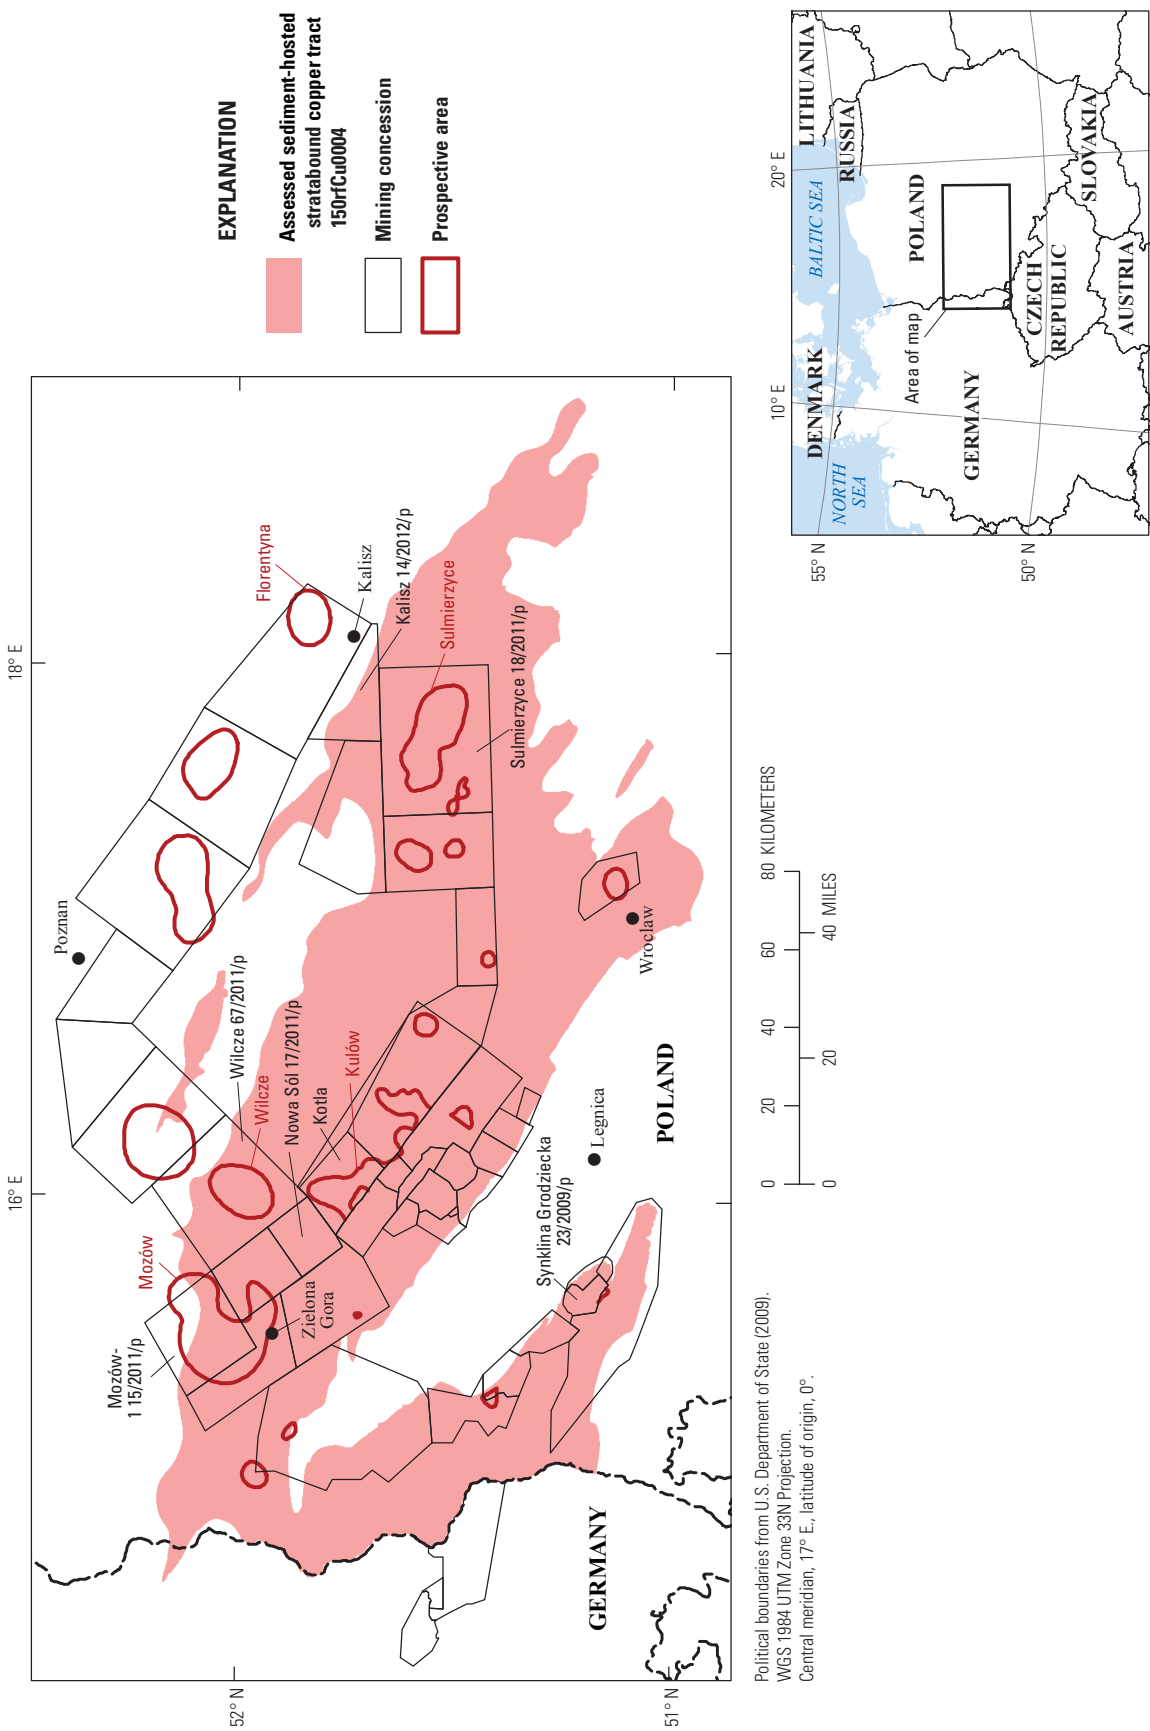 16° E
18° E
52° N
51° N
Poznan
Florentyna
Kalisz
Kalisz 14/2012/p
Sulmierzyce
Sulmierzyce 18/2011/p
Wilcze 67/2011/p
Wilcze
Nowa Sól 17/2011/p
Kotla
Kulów
Mozów
Mozów-
1 15/2011/p
Zielona
Gora
Wroclaw
Legnica
Synklina Grodziecka
23/2009/p
POLAND
GERMANY
EXPLANATION
Assessed sediment-hosted
stratabound copper tract
150rfCu0004
Mining concession
Prospective area
Political boundaries from U.S. Department of State (2009).
WGS 1984 UTM Zone 33N Projection.
Central meridian, 17° E., latitude of origin, 0°.
0 20 40 60 80 KILOMETERS
0 20 40 MILES
10° E
20° E
55° N
50° N
NORTH
SEA
DENMARK
BALTIC SEA
LITHUANIA
RUSSIA
POLAND
Area of map
GERMANY
CZECH
REPUBLIC
SLOVAKIA
AUSTRIA